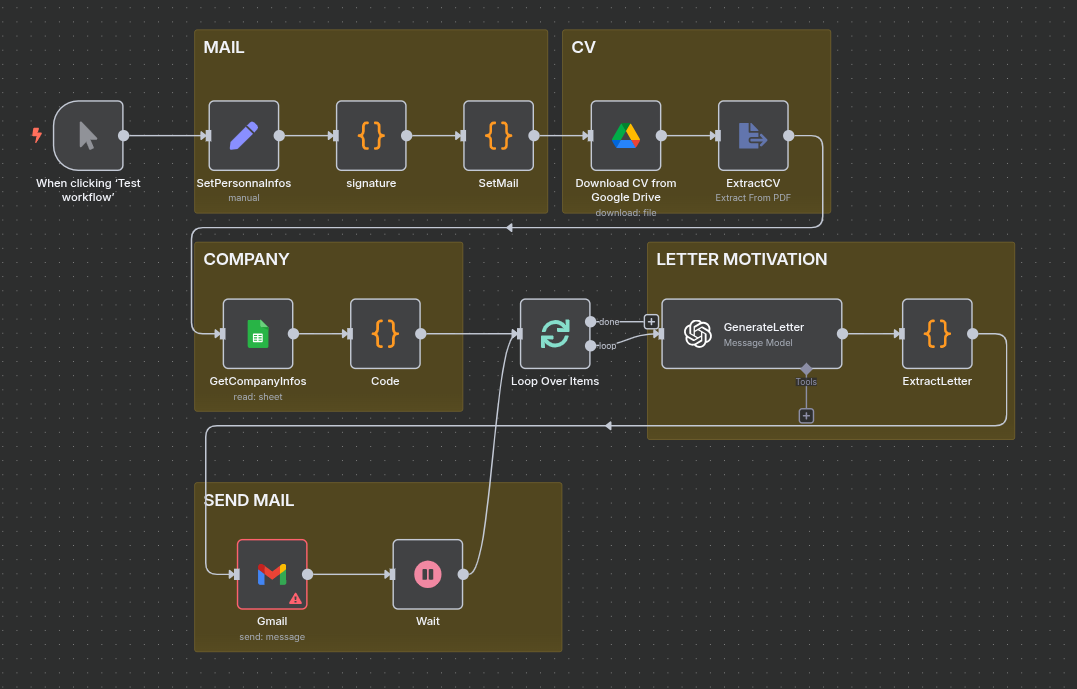 MAIL
CV
When clicking ‘Test
workflow’
SetPersonnalnfos
manual
{}
signature
{}
SetMail
Download CV from
Google Drive
download: file
ExtractCV
Extract From PDF
COMPANY
GetCompanyInfos
read: sheet
{}
Code
done
loop
Loop Over Items
LETTER MOTIVATION
GenerateLetter
Message Model
Tools
{}
ExtractLetter
SEND MAIL
Gmail
send: message
Wait